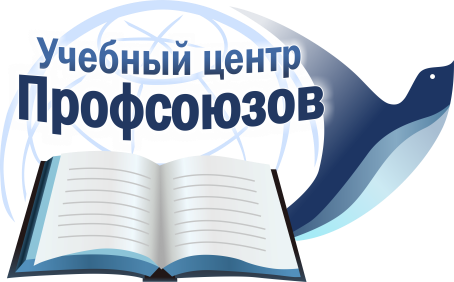 Учебный центр
Профсоюзов